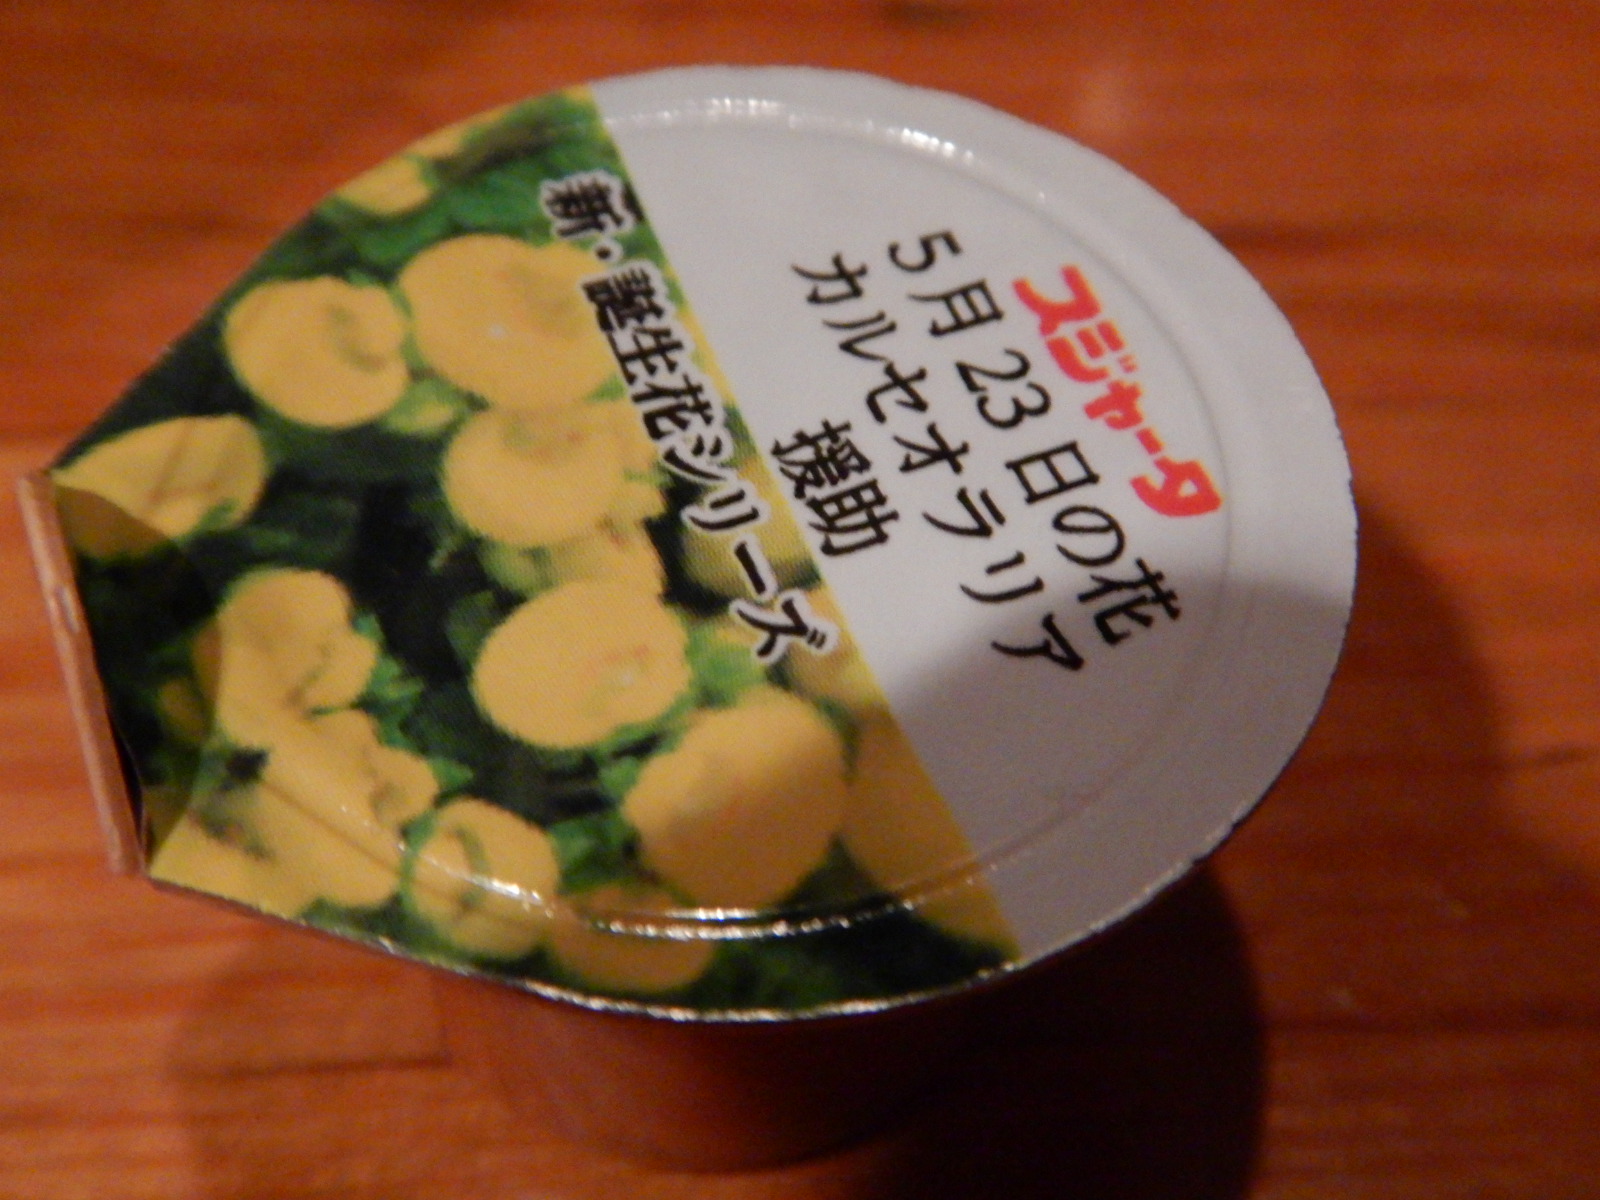 スジャータ
5月23日の花
カルセオラリア
援助
新・誕生花シリーズ